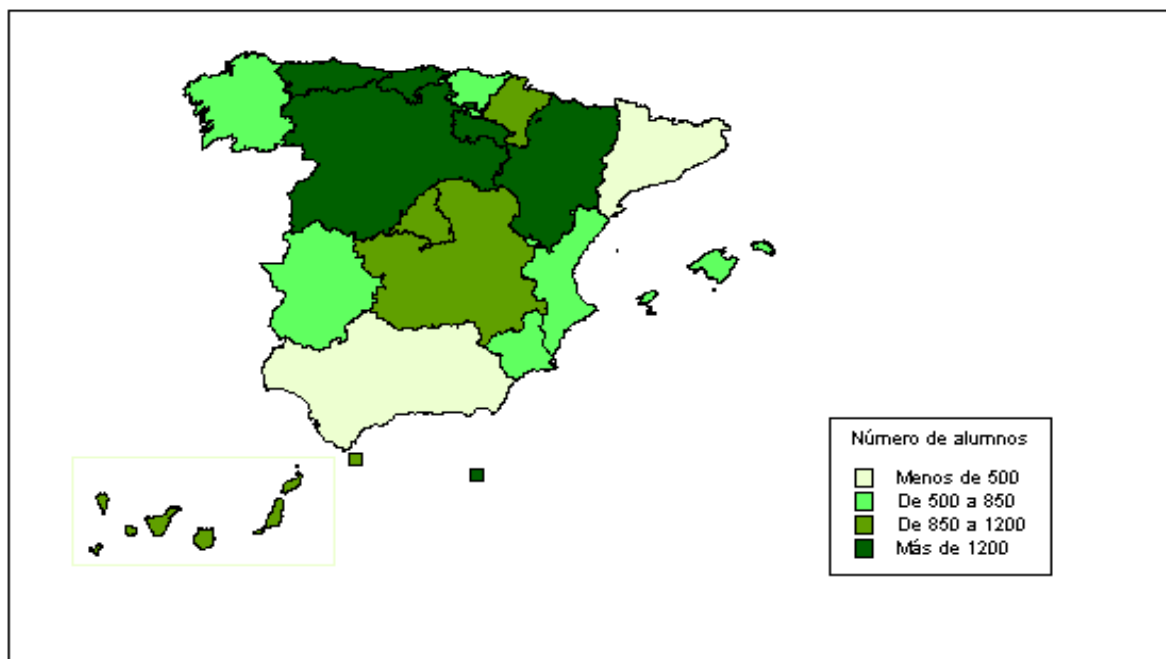 Número de alumnos
Menos de 500
De 500 a 850
De 850 a 1200
Más de 1200